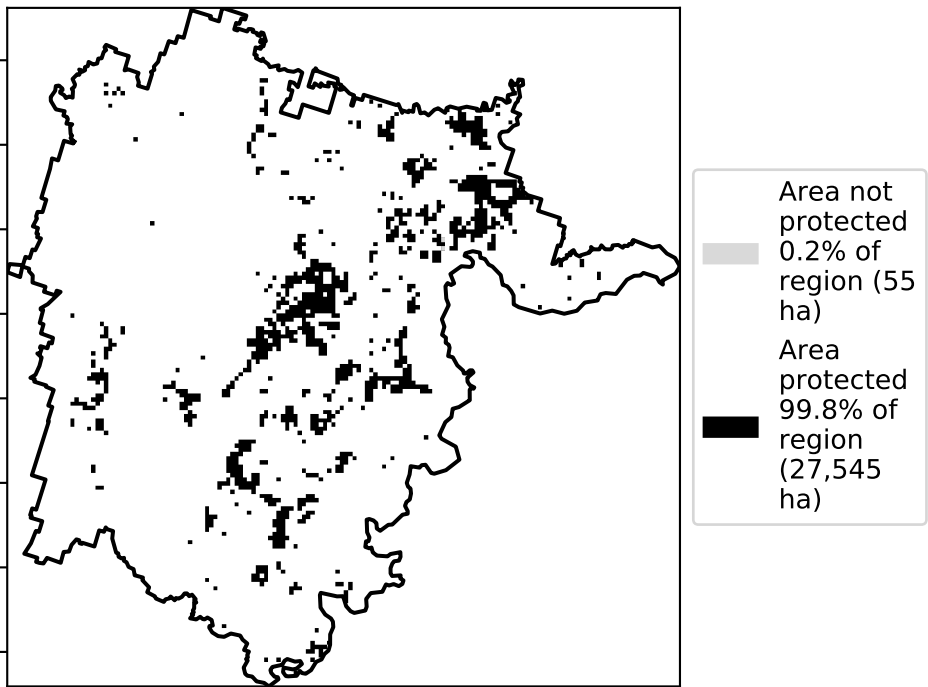 Area not
protected
0.2% of
region (55
ha)
Area
protected
99.8% of
region
(27,545
ha)